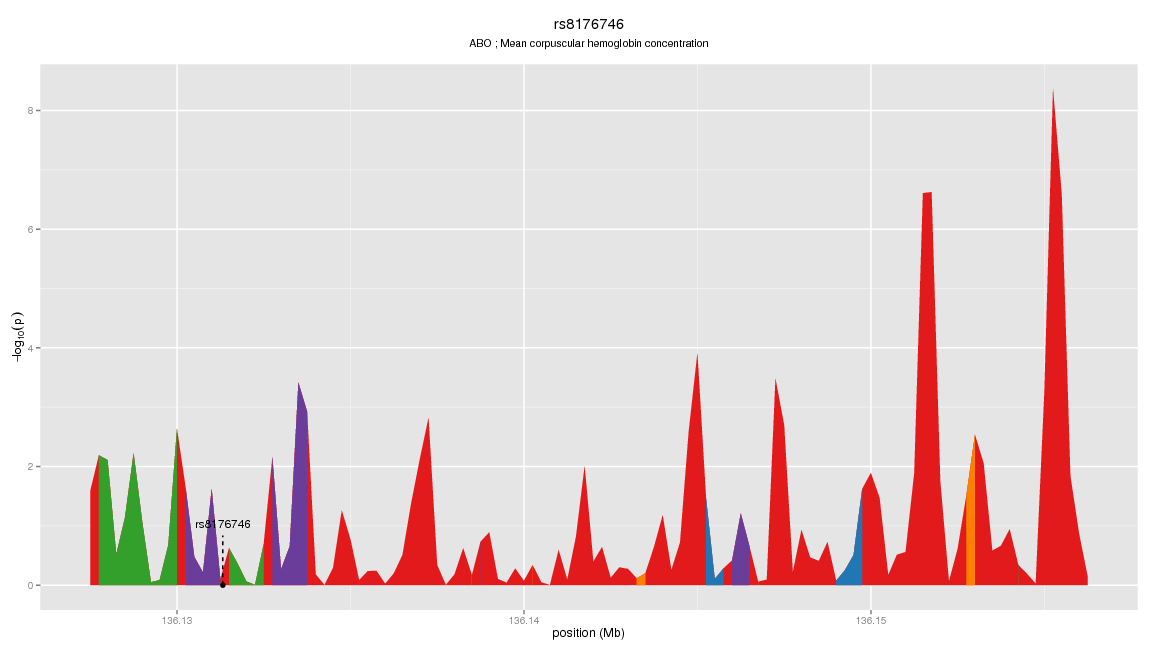 rs8176746
ABO ; Mean corpuscular hemoglobin concentration
8
6
4
2
0
−log10(p)
rs8176746
136.13
136.14
136.15
position (Mb)